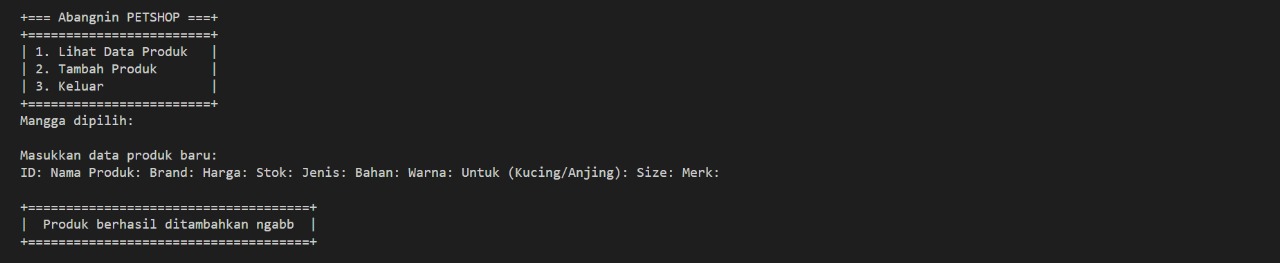 +=== Abangnin PETSHOP ===+
+========================+
| 1. Lihat Data Produk   |
| 2. Tambah Produk       |
| 3. Keluar              |
+========================+
Mangga dipilih:
Masukkan data produk baru:
ID: Nama Produk: Brand: Harga: Stok: Jenis: Bahan: Warna: Untuk (Kucing/Anjing): Size: Merk:
+=====================================+
|  Produk berhasil ditambahkan ngabb  |
+=====================================+